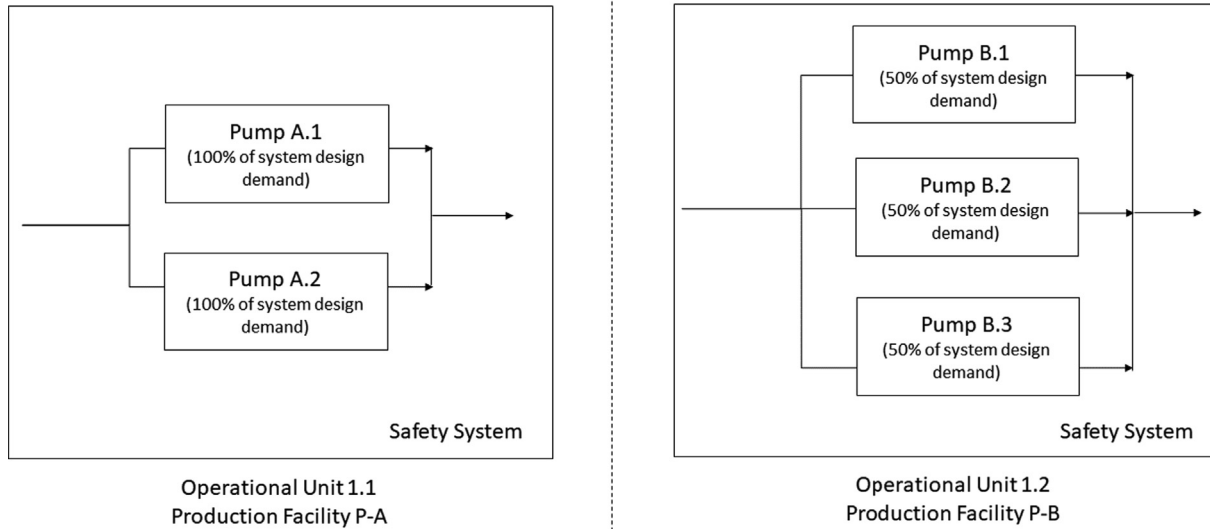 Pump A.1
(100% of system design
demand)
Pump A.2
(100% of system design
demand)
Safety System
Operational Unit 1.1
Production Facility P-A
Pump B.1
(50% of system design
demand)
Pump B.2
(50% of system design
demand)
Pump B.3
(50% of system design
demand)
Safety System
Operational Unit 1.2
Production Facility P-B